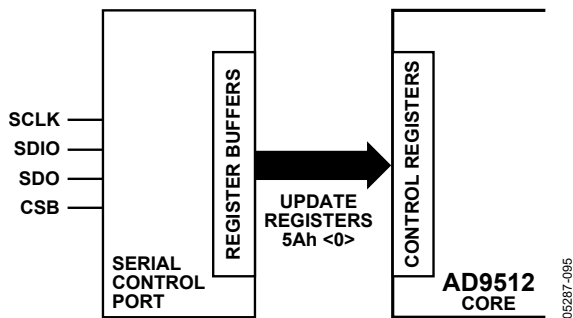 SCLK
SDIO
SDO
CSB
SERIAL
CONTROL
PORT
REGISTER BUFFERS
UPDATE
REGISTERS
5Ah <0>
CONTROL REGISTERS
AD9512
CORE
05287-095